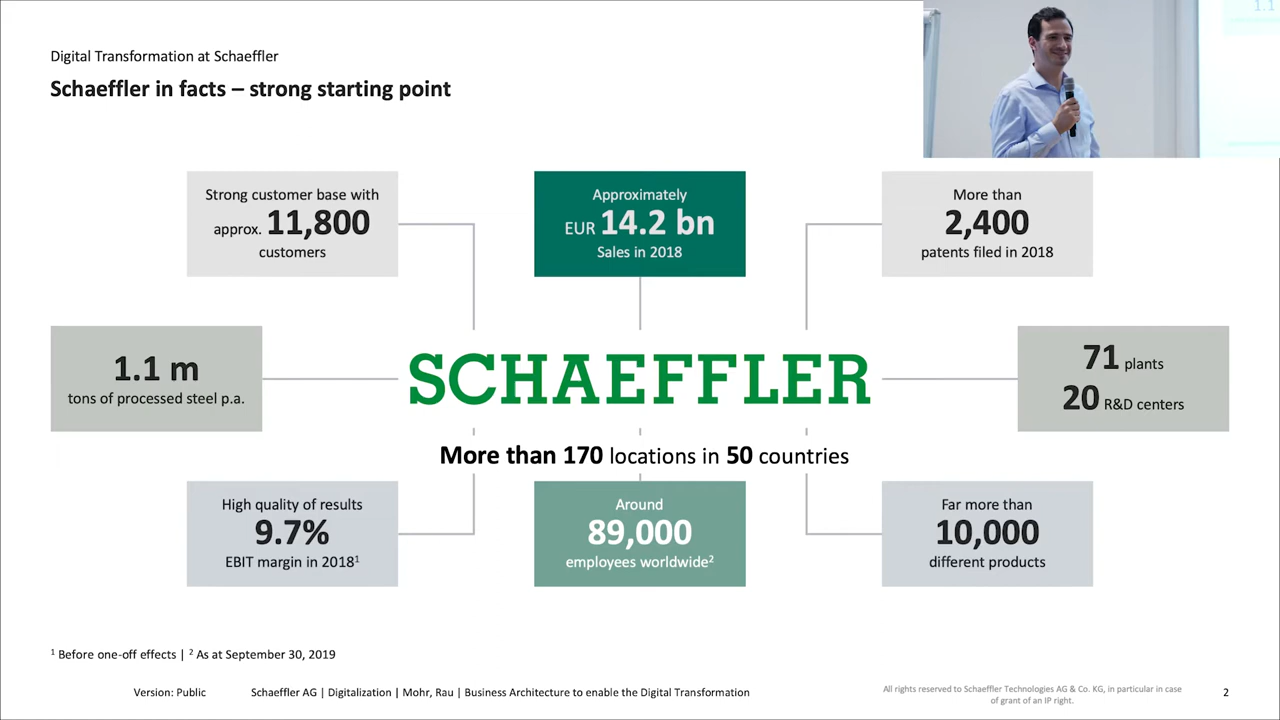 Digital Transformation at Schaeffler
Schaeffler in facts – strong starting point
1.1
Strong customer base with
approx. 11,800
customers
Approximately
EUR 14.2 bn
Sales in 2018
More than
2,400
patents filed in 2018
1.1 m
tons of processed steel p.a.
SCHAEFFLER
71 plants
20 R&D centers
More than 170 locations in 50 countries
High quality of results
9.7%
EBIT margin in 2018¹
Around
89,000
employees worldwide²
Far more than
10,000
different products
¹ Before one-off effects | ² As at September 30, 2019
Version: Public
Schaeffler AG | Digitalization | Mohr, Rau | Business Architecture to enable the Digital Transformation
All rights reserved to Schaeffler Technologies AG & Co. KG, in particular in case
of grant of an IP right.
2